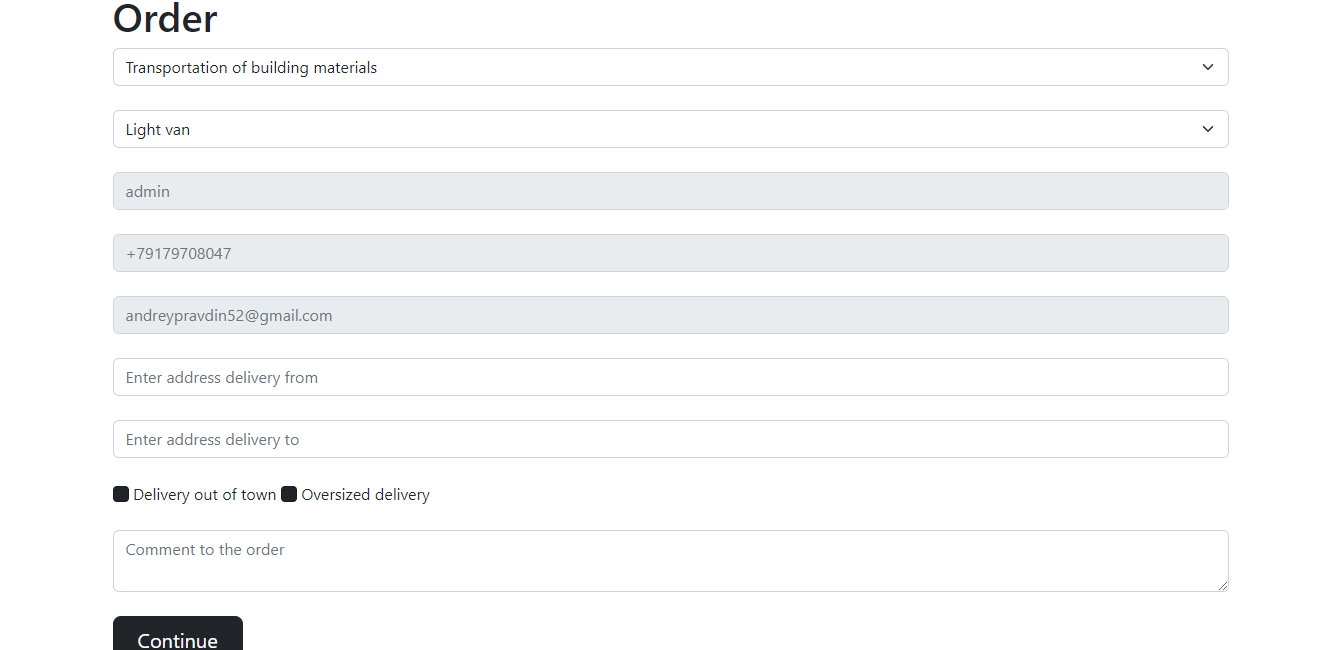 Order
Transportation of building materials
Light van
admin
+79179708047
andreypravdin52@gmail.com
Enter address delivery from
Enter address delivery to
Delivery out of town Oversized delivery
Comment to the order
Continue